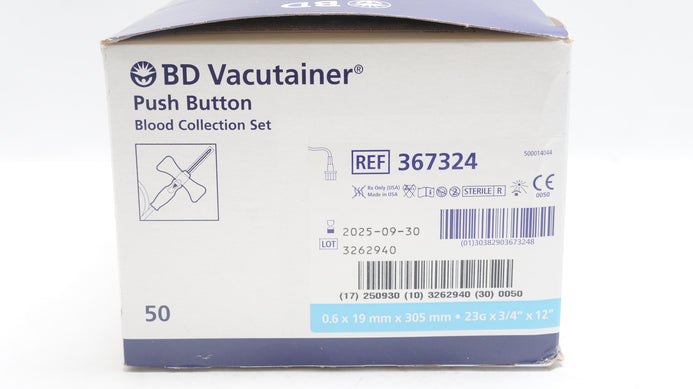 BD
BD Vacutainer®
Push Button
Blood Collection Set
REF 367324
500014044
Rx Only (USA)
Made in USA
STERILE R
CE
0050
2025-09-30
LOT 3262940
(01)30382903673248
(17) 250930 (10) 3262940 (30) 0050
50
0.6 x 19 mm x 305 mm • 23G x 3/4" x 12"